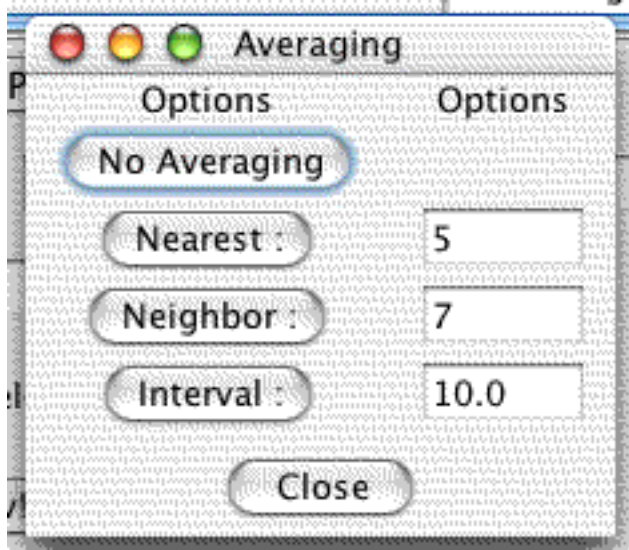 Averaging
Options Options
No Averaging
Nearest : 5
Neighbor : 7
Interval : 10.0
Close